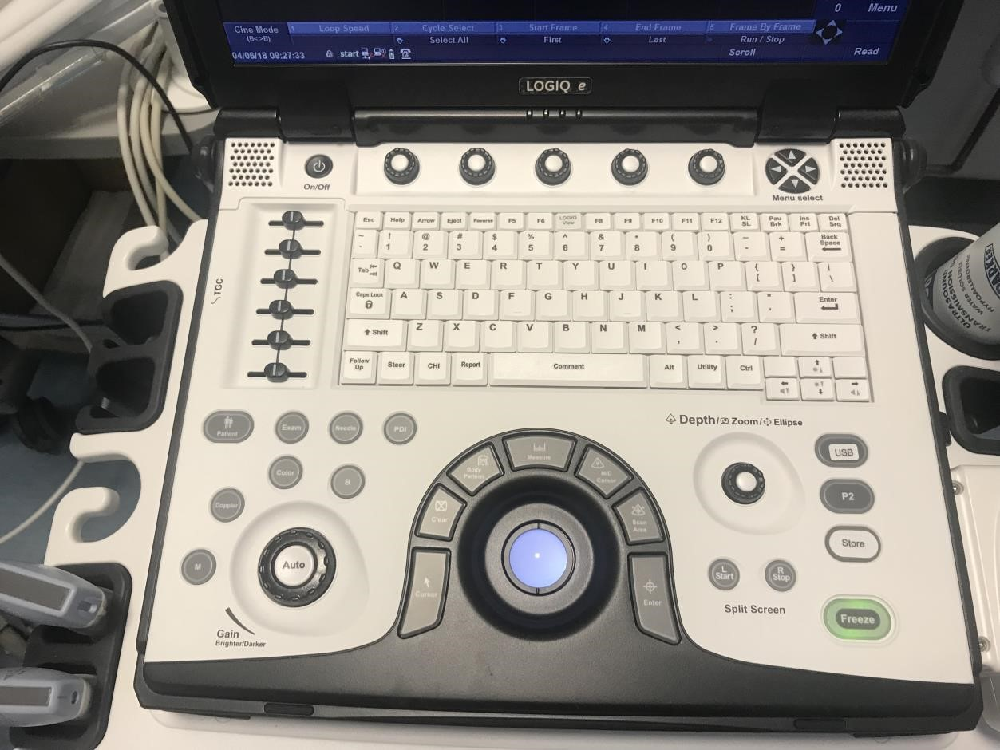 0 Menu
Cine Mode 1 Loop Speed 2 Cycle Select 3 Start Frame 4 End Frame 5 Frame By Frame
(B<>B) Select All First Last Run / Stop
04/06/18 09:27:33 start Scroll Read
LOGIQ e
On/Off
Menu select
Esc Help Arrow Eject Reverse F5 F6 LOGIQ View F8 F9 F10 F11 F12 NL SL Pau Brk Ins Prt Del Srq
~ ` ! 1 @ 2 # 3 $ 4 % 5 ^ 6 & 7 * 8 ( 9 ) 0 _ - + = Back Space
Tab Q W E R T Y U I O P { [ } ] | \
TGC
Caps Lock A S D F G H J K L : ; " ' Enter
Shift Z X C V B N M < , > . ? / Shift
Follow Up Steer CHI Report Comment Alt Utility Ctrl
Patient Exam Needle PDI
Depth/ Zoom/ Ellipse
Color B
Doppler
M
Auto
Gain
Brighter/Darker
Clear
Body Pattern
Measure
M/D Cursor
Scan Area
Cursor
Enter
USB
P2
Store
L Start R Stop
Split Screen
Freeze
PARKER
ULTRASOUND
TRANSMISSION
WATER SOLUBLE
HYPOALLERGENIC